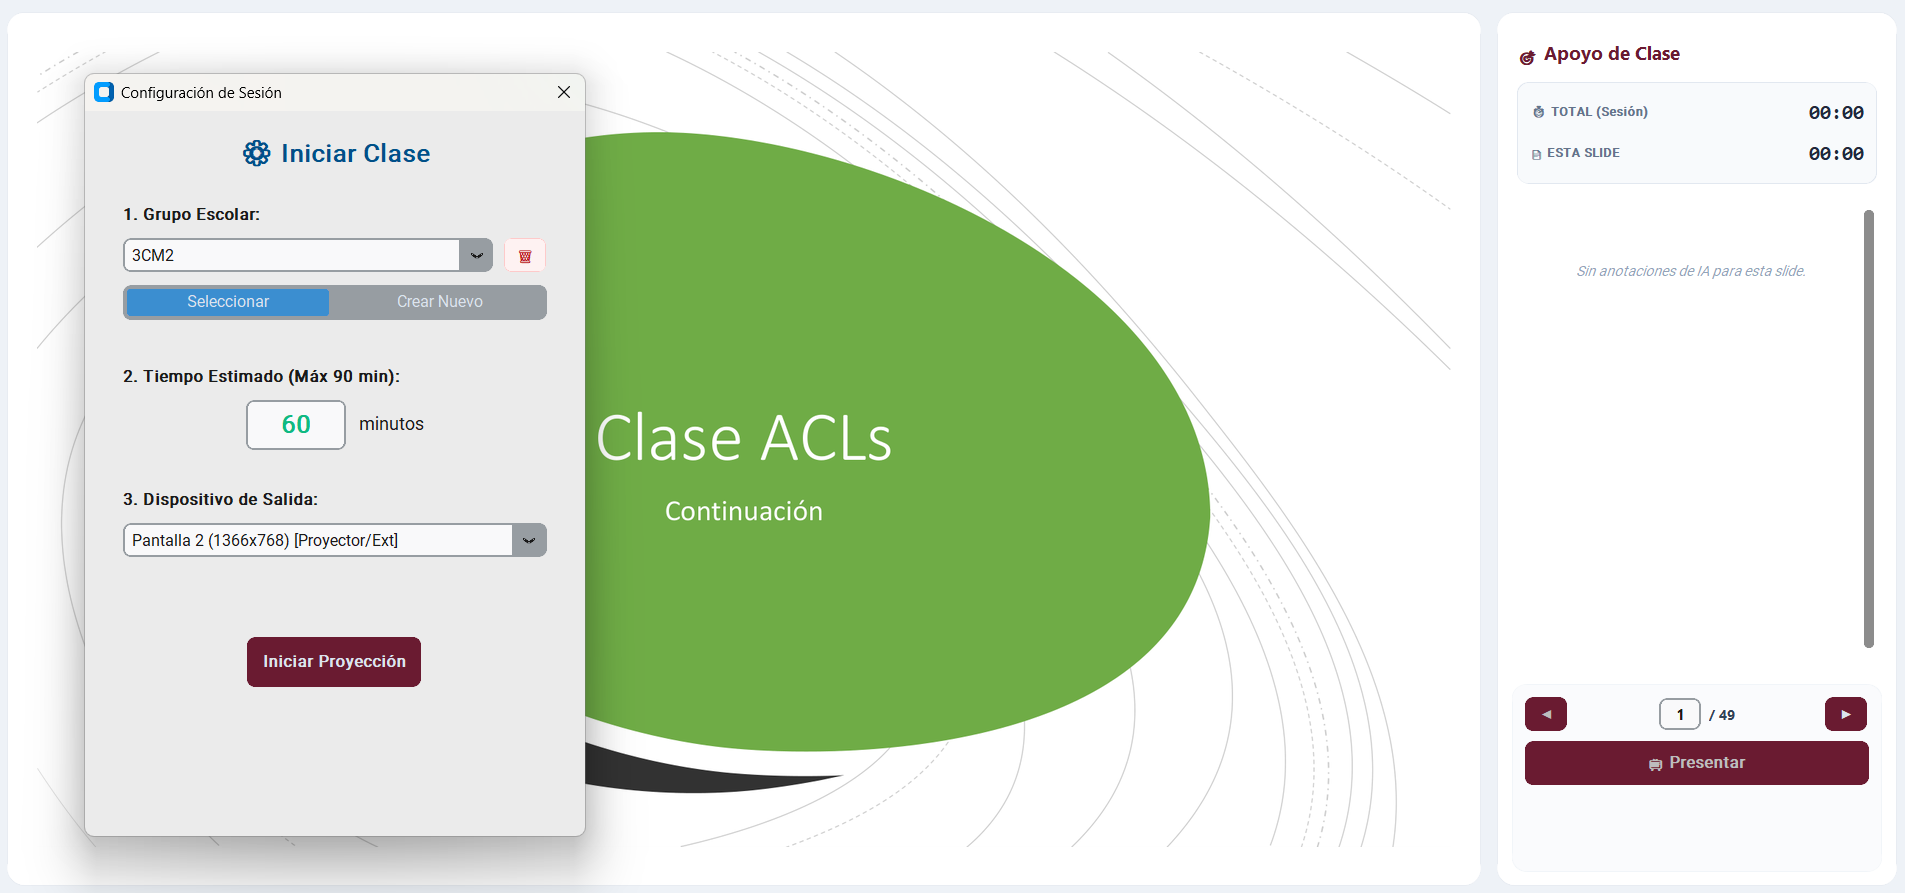 Configuración de Sesión
Iniciar Clase
1. Grupo Escolar:
3CM2
Seleccionar
Crear Nuevo
2. Tiempo Estimado (Máx 90 min):
60
minutos
3. Dispositivo de Salida:
Pantalla 2 (1366x768) [Proyector/Ext]
Iniciar Proyección
Clase ACLs
Continuación
Apoyo de Clase
TOTAL (Sesión)
00:00
ESTA SLIDE
00:00
Sin anotaciones de IA para esta slide.
1 / 49
Presentar